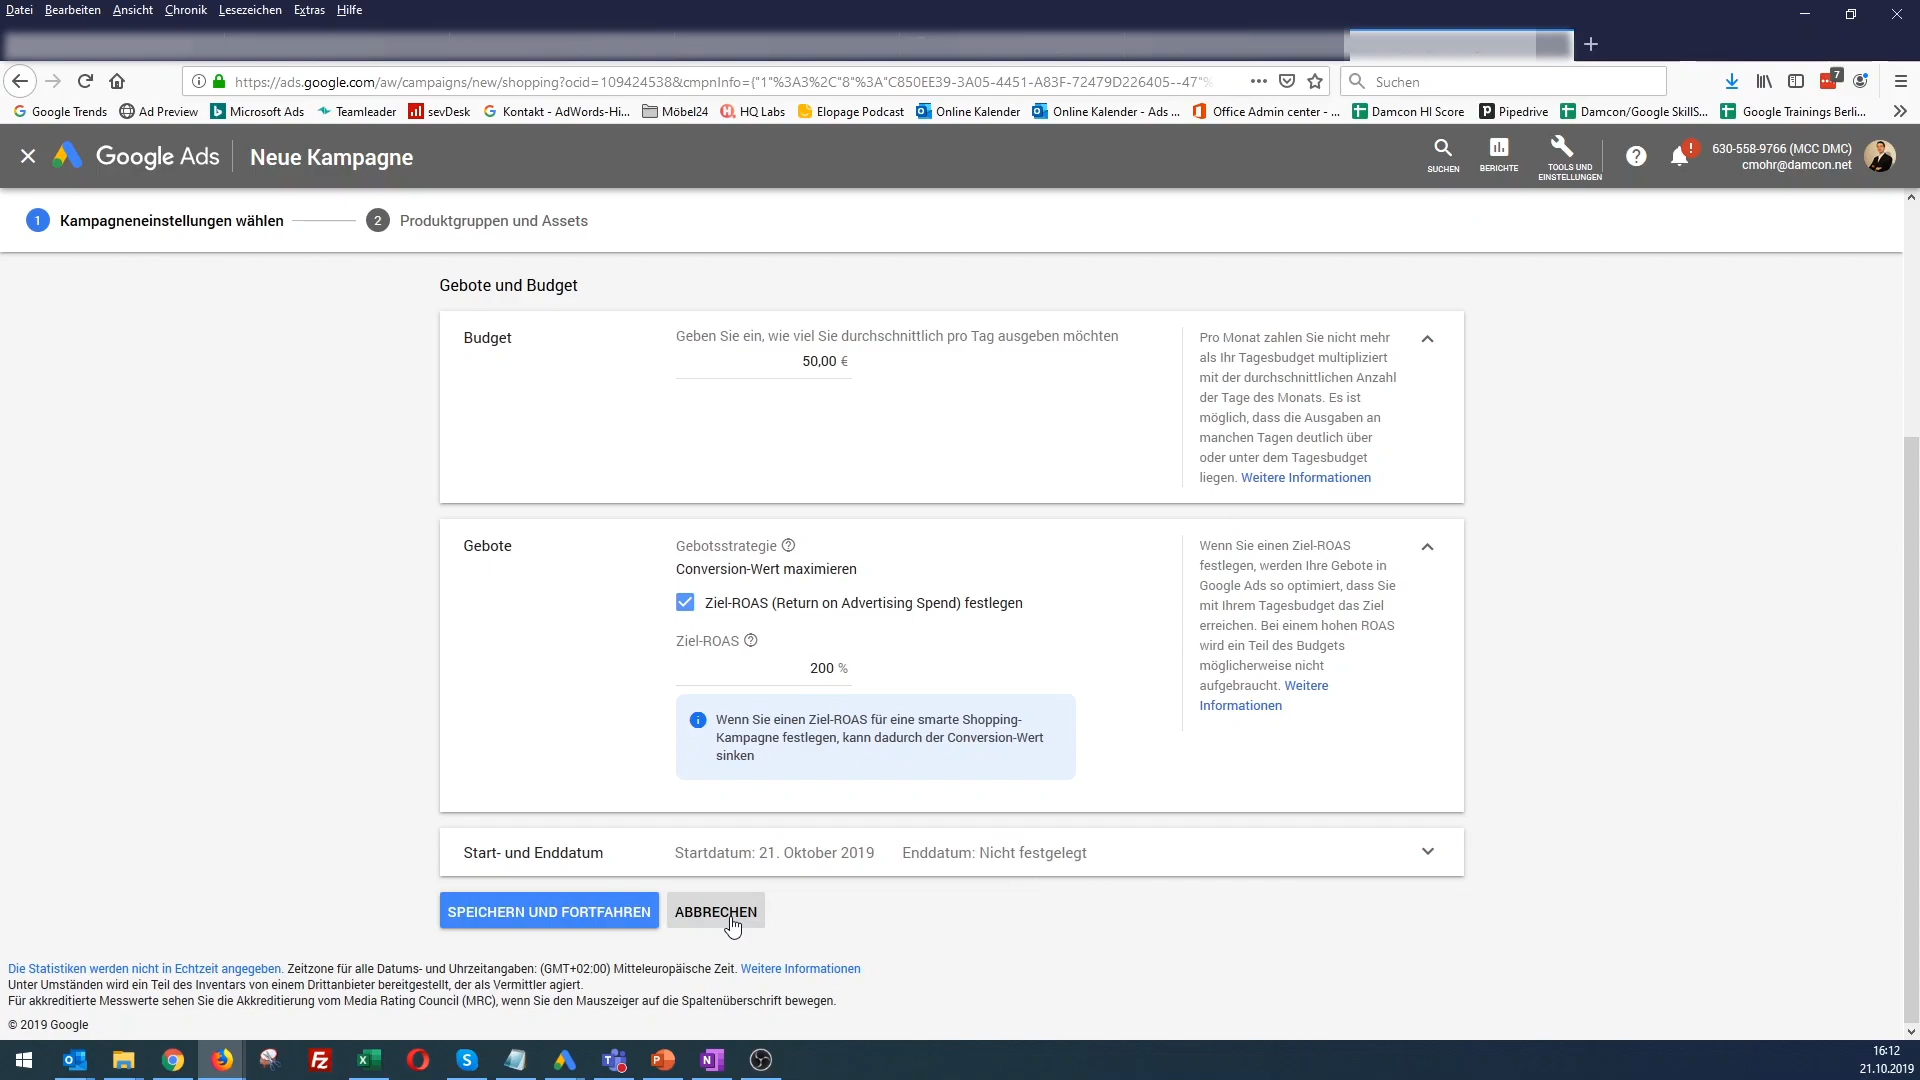 Datei Bearbeiten Ansicht Chronik Lesezeichen Extras Hilfe
https://ads.google.com/aw/campaigns/new/shopping?ocid=109424538&cmpnInfo={"1"%3A3%2C"8"%3A"C850EE39-3A05-4451-A83F-72479D226405--47"%
Suchen
7
Google Trends Ad Preview Microsoft Ads Teamleader sevDesk Kontakt - AdWords-Hi... Möbel24 HQ Labs Elopage Podcast Online Kalender Online Kalender - Ads ... Office Admin center - ... Damcon HI Score Pipedrive Damcon/Google SkillS... Google Trainings Berli...
Google Ads Neue Kampagne
SUCHEN
BERICHTE
TOOLS UND
EINSTELLUNGEN
?
!
630-558-9766 (MCC DMC)
cmohr@damcon.net
1 Kampagneneinstellungen wählen 2 Produktgruppen und Assets
Gebote und Budget
Budget
Geben Sie ein, wie viel Sie durchschnittlich pro Tag ausgeben möchten
50,00 €
Pro Monat zahlen Sie nicht mehr
als Ihr Tagesbudget multipliziert
mit der durchschnittlichen Anzahl
der Tage des Monats. Es ist
möglich, dass die Ausgaben an
manchen Tagen deutlich über
oder unter dem Tagesbudget
liegen. Weitere Informationen
Gebote
Gebotsstrategie ?
Conversion-Wert maximieren
Ziel-ROAS (Return on Advertising Spend) festlegen
Ziel-ROAS ?
200 %
Wenn Sie einen Ziel-ROAS für eine smarte Shopping-
Kampagne festlegen, kann dadurch der Conversion-Wert
sinken
Wenn Sie einen Ziel-ROAS
festlegen, werden Ihre Gebote in
Google Ads so optimiert, dass Sie
mit Ihrem Tagesbudget das Ziel
erreichen. Bei einem hohen ROAS
wird ein Teil des Budgets
möglicherweise nicht
aufgebraucht. Weitere
Informationen
Start- und Enddatum Startdatum: 21. Oktober 2019 Enddatum: Nicht festgelegt
SPEICHERN UND FORTFAHREN ABBRECHEN
Die Statistiken werden nicht in Echtzeit angegeben. Zeitzone für alle Datums- und Uhrzeitangaben: (GMT+02:00) Mitteleuropäische Zeit. Weitere Informationen
Unter Umständen wird ein Teil des Inventars von einem Drittanbieter bereitgestellt, der als Vermittler agiert.
Für akkreditierte Messwerte sehen Sie die Akkreditierung vom Media Rating Council (MRC), wenn Sie den Mauszeiger auf die Spaltenüberschrift bewegen.
© 2019 Google
16:12
21.10.2019